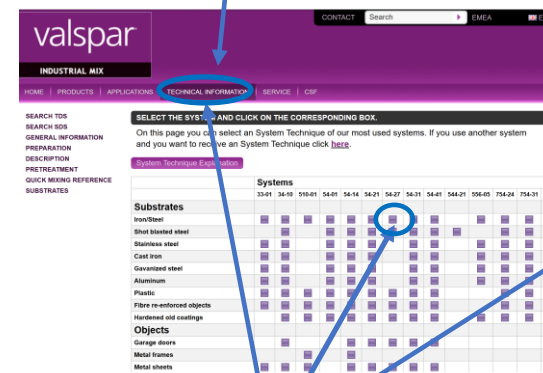 CONTACT Search EMEA E
valspar
INDUSTRIAL MIX
HOME | PRODUCTS | APPLICATIONS | TECHNICAL INFORMATION | SERVICE | CSF
SEARCH TDS
SEARCH SDS
GENERAL INFORMATION
PREPARATION
DESCRIPTION
PRETREATMENT
QUICK MIXING REFERENCE
SUBSTRATES
SELECT THE SYSTEM AND CLICK ON THE CORRESPONDING BOX.
On this page you can select an System Technique of our most used systems. If you use another system
and you want to receive an System Technique click here.
System Technique Explanation
Systems
33-01 34-10 510-01 54-01 54-14 54-21 54-27 54-31 54-41 544-21 556-05 754-24 754-31
Substrates
Iron/Steel
Shot blasted steel
Stainless steel
Cast iron
Gavanized steel
Aluminum
Plastic
Fibre re-enforced objects
Hardened old coatings
Objects
Garage doors
Metal frames
Metal sheets